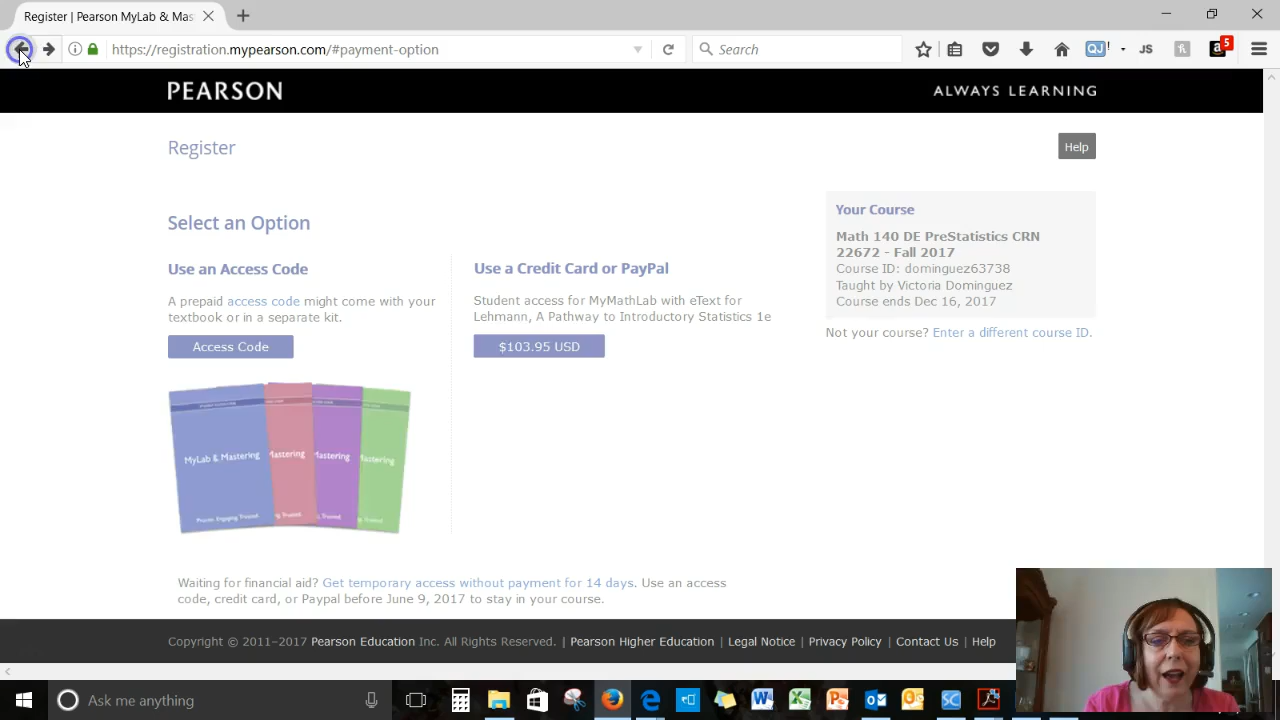 Register | Pearson MyLab & Mas
https://registration.mypearson.com/#payment-option
Search
QJ
JS
5
PEARSON
ALWAYS LEARNING
Register
Help
Select an Option
Use an Access Code
A prepaid access code might come with your
textbook or in a separate kit.
Access Code
MyLab & Mastering
Mastering
Mastering
Mastering
Use a Credit Card or PayPal
Student access for MyMathLab with eText for
Lehmann, A Pathway to Introductory Statistics 1e
$103.95 USD
Your Course
Math 140 DE PreStatistics CRN
22672 - Fall 2017
Course ID: dominguez63738
Taught by Victoria Dominguez
Course ends Dec 16, 2017
Not your course? Enter a different course ID.
Waiting for financial aid? Get temporary access without payment for 14 days. Use an access
code, credit card, or Paypal before June 9, 2017 to stay in your course.
Copyright © 2011–2017 Pearson Education Inc. All Rights Reserved. | Pearson Higher Education | Legal Notice | Privacy Policy | Contact Us | Help
Ask me anything